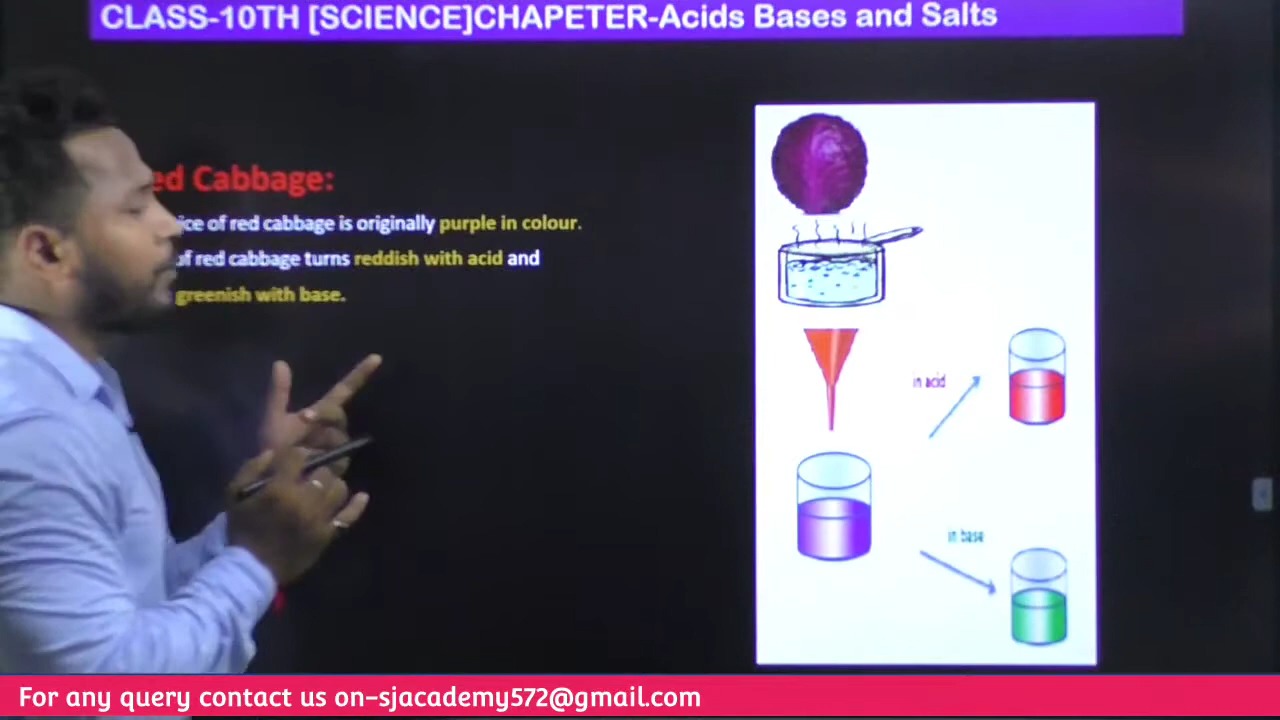 CLASS-10TH [SCIENCE]CHAPETER-Acids Bases and Salts
ed Cabbage:
ice of red cabbage is originally purple in colour.
of red cabbage turns reddish with acid and
greenish with base.
in acid
in base
For any query contact us on-sjacademy572@gmail.com